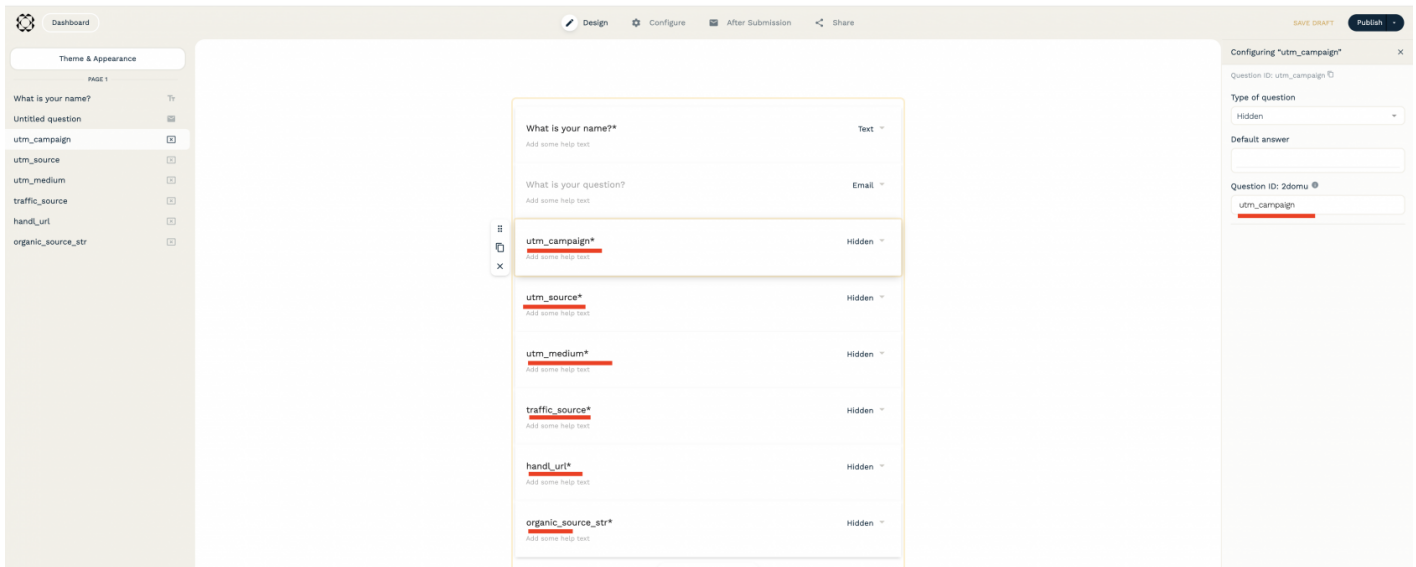 Dashboard
Design
Configure
After Submission
Share
SAVE DRAFT
Publish
Theme & Appearance
PAGE 1
What is your name?
Tr
Untitled question
utm_campaign
utm_source
utm_medium
traffic_source
handl_url
organic_source_str
What is your name?*
Text
Add some help text
What is your question?
Email
Add some help text
utm_campaign*
Hidden
Add some help text
utm_source*
Hidden
Add some help text
utm_medium*
Hidden
Add some help text
traffic_source*
Hidden
Add some help text
handl_url*
Hidden
Add some help text
organic_source_str*
Hidden
Add some help text
Configuring "utm_campaign"
Question ID: utm_campaign
Type of question
Hidden
Default answer
Question ID: 2domu
utm_campaign